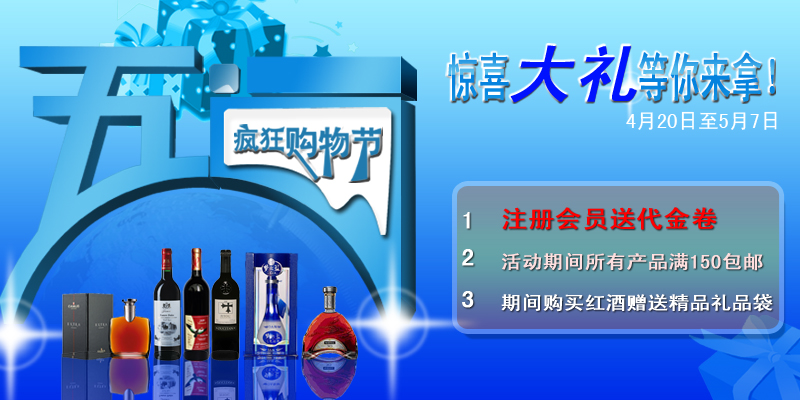 五一
疯狂购物节
惊喜大礼等你来拿！
4月20日至5月7日
1 注册会员送代金卷
2 活动期间所有产品满150包邮
3 期间购买红酒赠送精品礼品袋